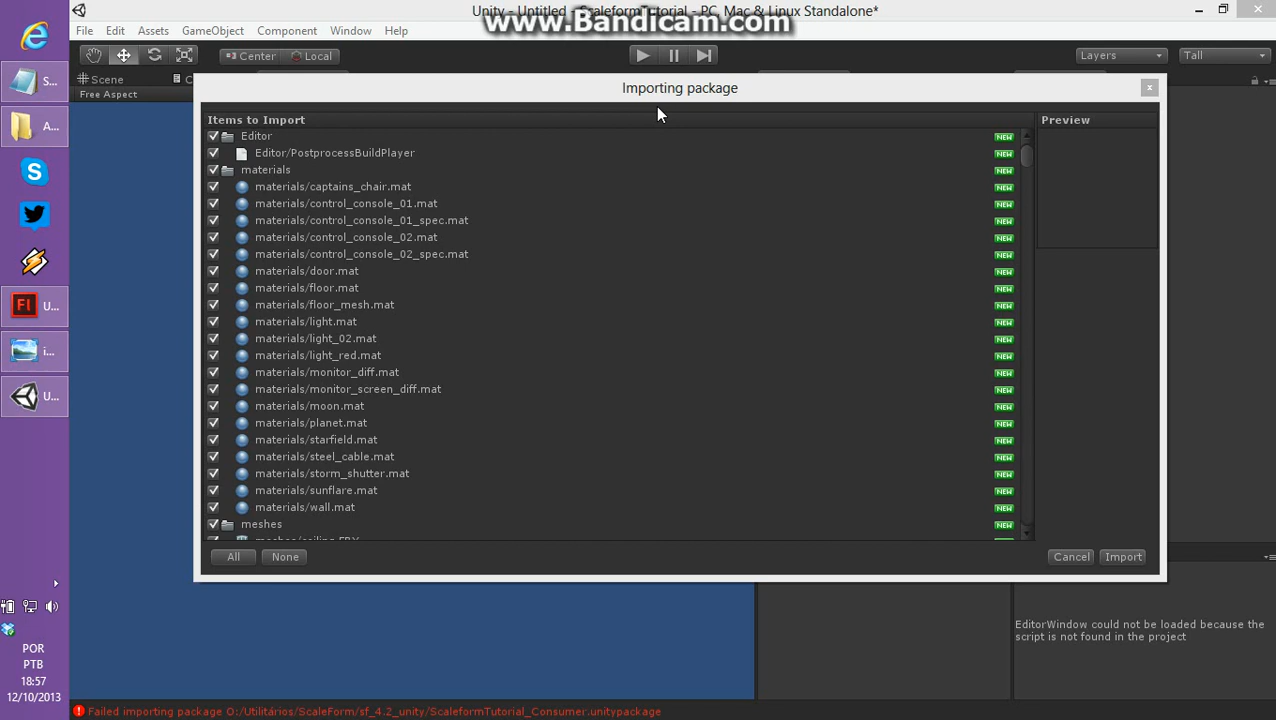 Unity - Untitled - ScaleformTutorial - PC, Mac & Linux Standalone*
www.Bandicam.com
File Edit Assets GameObject Component Window Help
Center Local Layers Tall
Scene
Free Aspect
Importing package
Items to Import
Preview
Editor NEW
Editor/PostprocessBuildPlayer NEW
materials NEW
materials/captains_chair.mat NEW
materials/control_console_01.mat NEW
materials/control_console_01_spec.mat NEW
materials/control_console_02.mat NEW
materials/control_console_02_spec.mat NEW
materials/door.mat NEW
materials/floor.mat NEW
materials/floor_mesh.mat NEW
materials/light.mat NEW
materials/light_02.mat NEW
materials/light_red.mat NEW
materials/monitor_diff.mat NEW
materials/monitor_screen_diff.mat NEW
materials/moon.mat NEW
materials/planet.mat NEW
materials/starfield.mat NEW
materials/steel_cable.mat NEW
materials/storm_shutter.mat NEW
materials/sunflare.mat NEW
materials/wall.mat NEW
meshes NEW
meshes/ceiling.FBX
All None Cancel Import
EditorWindow could not be loaded because the
script is not found in the project
Failed importing package O:/Utilitários/ScaleForm/sf_4.2_unity/ScaleformTutorial_Consumer.unitypackage
S...
A...
Fl U...
i...
U...
POR
PTB
18:57
12/10/2013